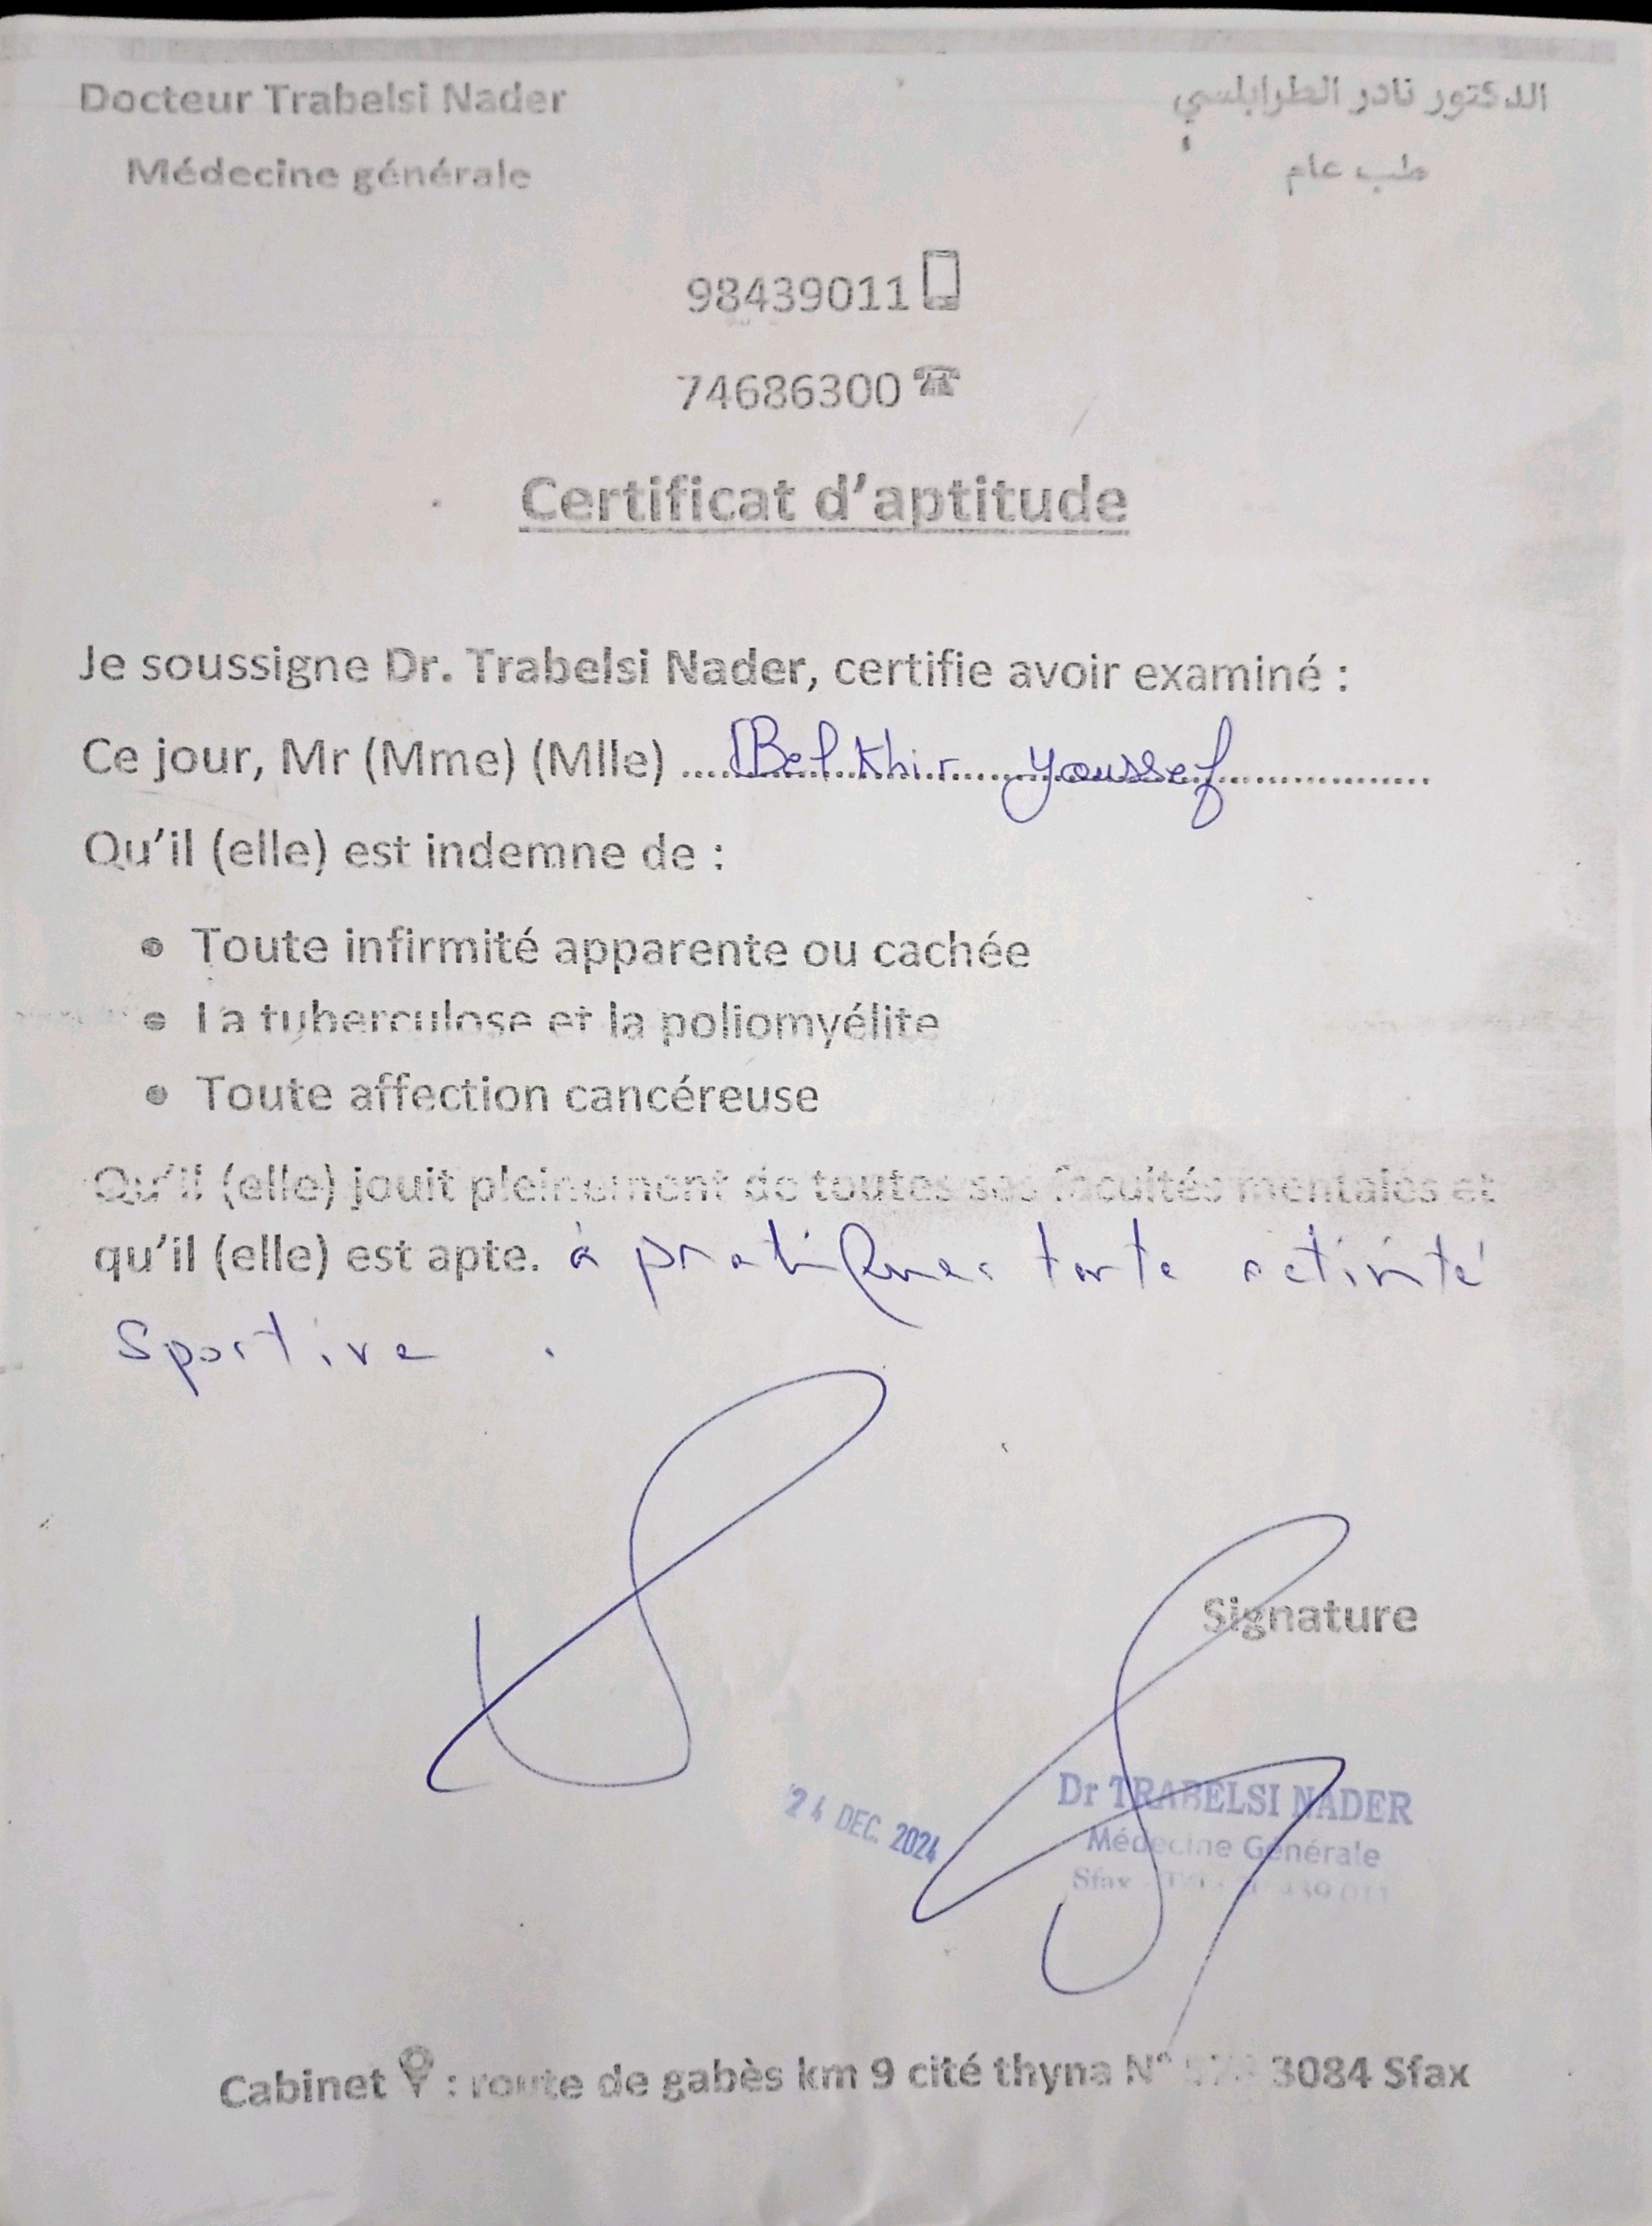 Docteur Trabelsi Nader
الدكتور نادر الطرابلسي
Médecine générale
طب عام
98439011
74686300
Certificat d'aptitude
Je soussigne Dr. Trabelsi Nader, certifie avoir examiné :
Ce jour, Mr (Mme) (Mlle) Belkhir youssef
Qu'il (elle) est indemne de :
• Toute infirmité apparente ou cachée
• La tuberculose et la poliomyélite
• Toute affection cancéreuse
Qu'il (elle) jouit pleinement de toutes ses facultés mentales et
qu'il (elle) est apte. à pratiquer toute activité
Sportive .
Signature
24 DEC. 2024
Dr TRABELSI NADER
Médecine Générale
Sfax 439 011
Cabinet : route de gabès km 9 cité thyna N° 3084 Sfax